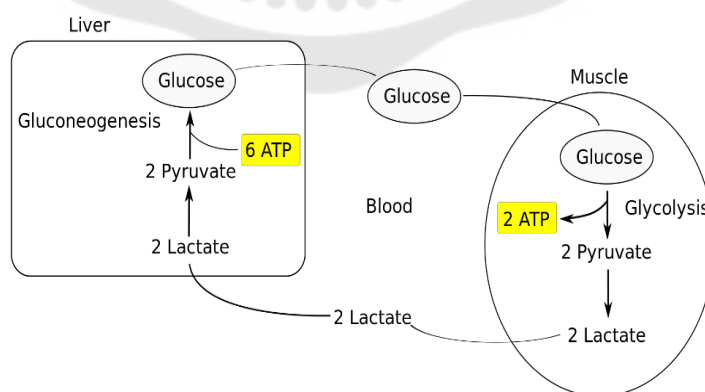 Liver
Glucose
Gluconeogenesis
6 ATP
2 Pyruvate
2 Lactate
Glucose
Blood
2 Lactate
Muscle
Glucose
2 ATP
Glycolysis
2 Pyruvate
2 Lactate